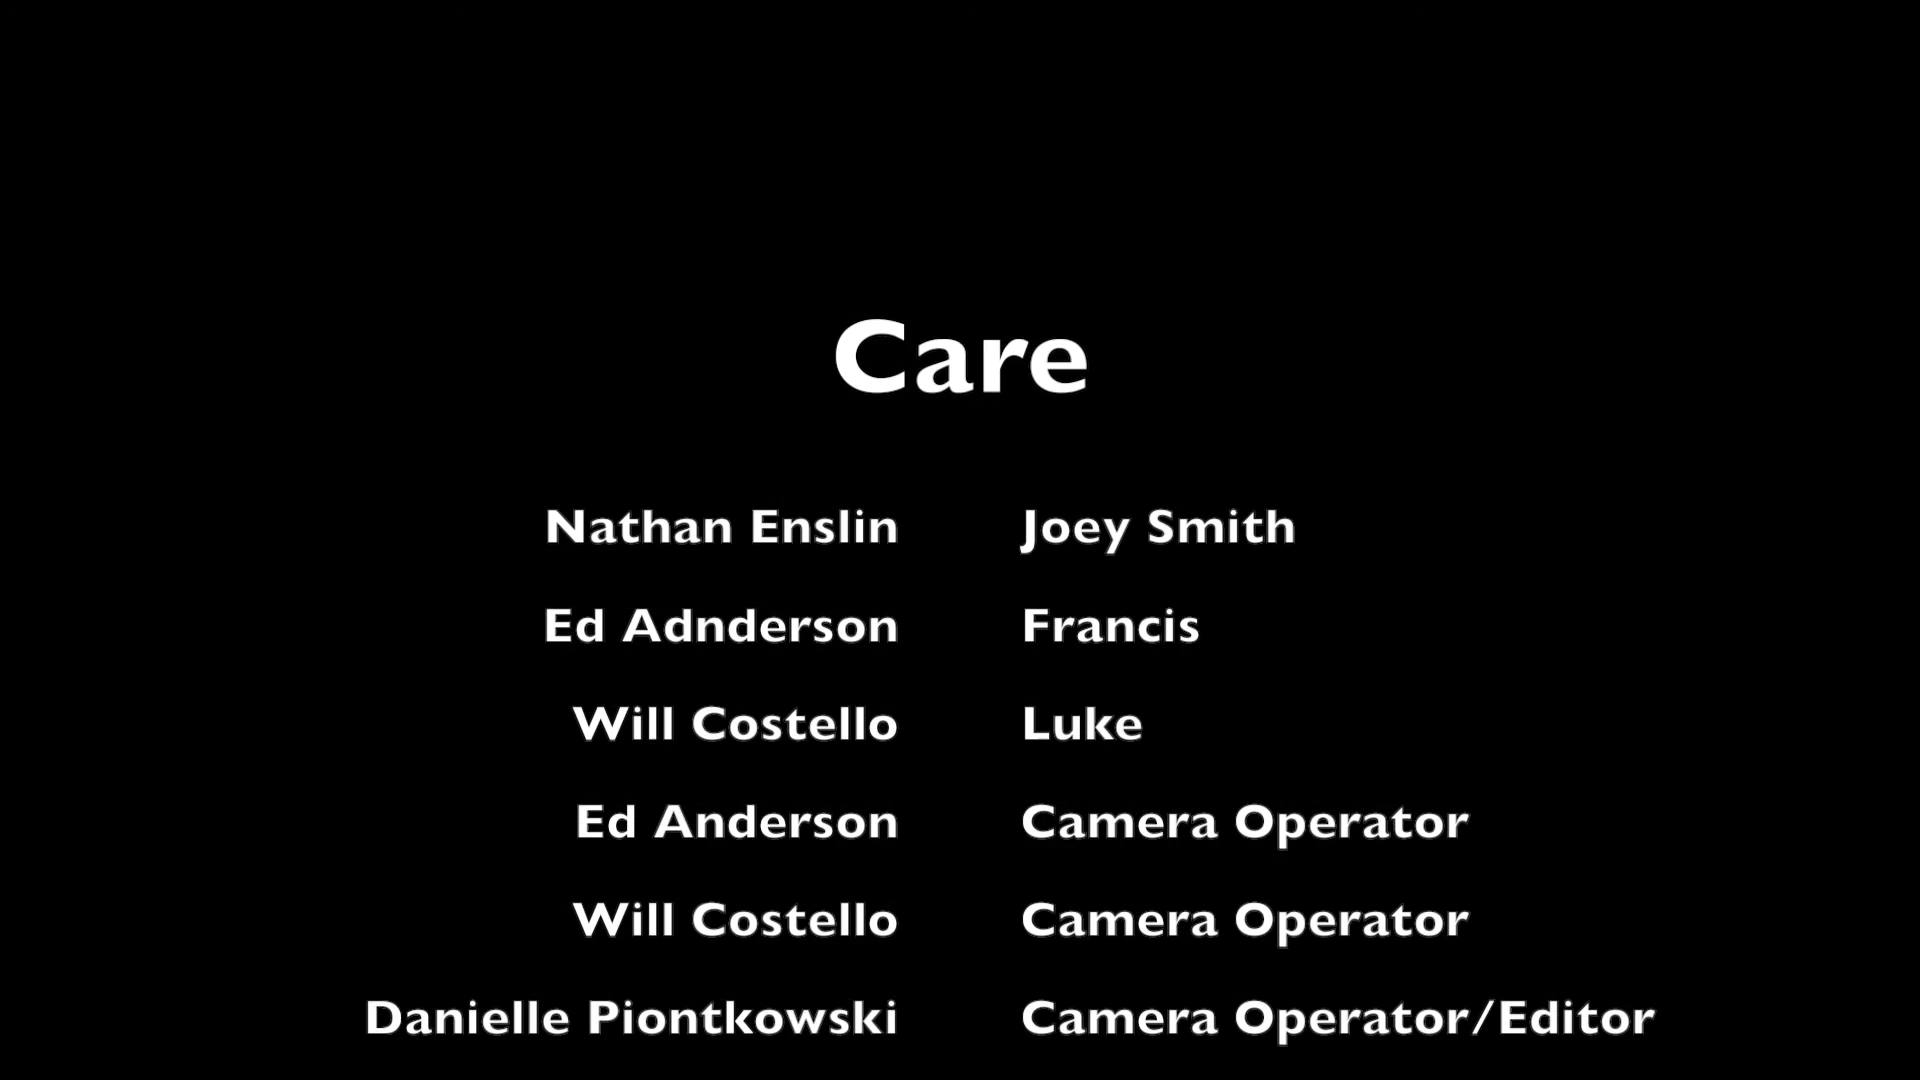 Care
Nathan Enslin Joey Smith
Ed Adnderson Francis
Will Costello Luke
Ed Anderson Camera Operator
Will Costello Camera Operator
Danielle Piontkowski Camera Operator/Editor